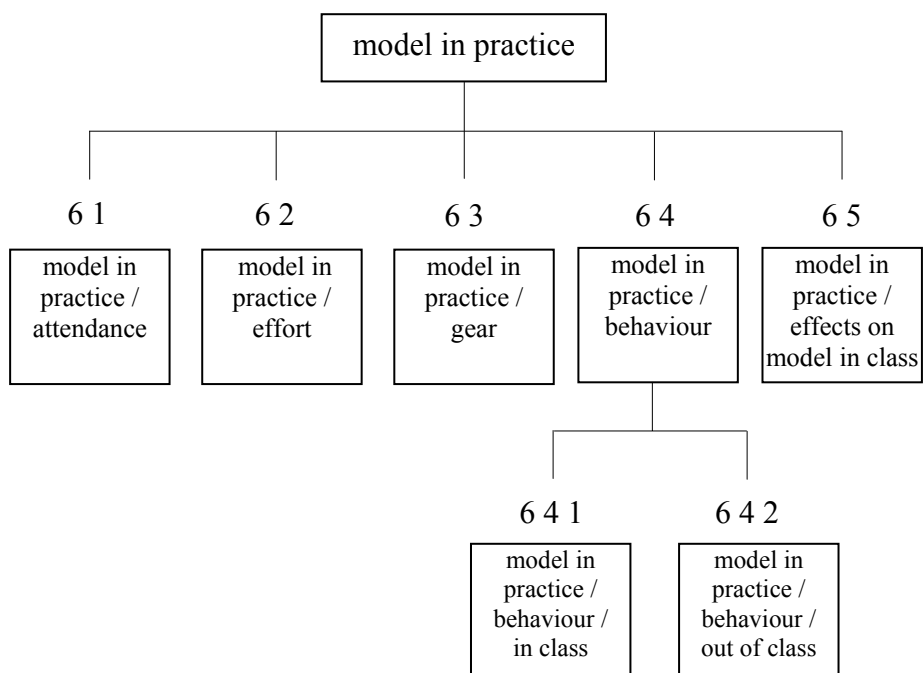 model in practice
6 1
6 2
6 3
6 4
6 5
model in
practice /
attendance
model in
practice /
effort
model in
practice /
gear
model in
practice /
behaviour
model in
practice /
effects on
model in class
6 4 1
6 4 2
model in
practice /
behaviour /
in class
model in
practice /
behaviour /
out of class